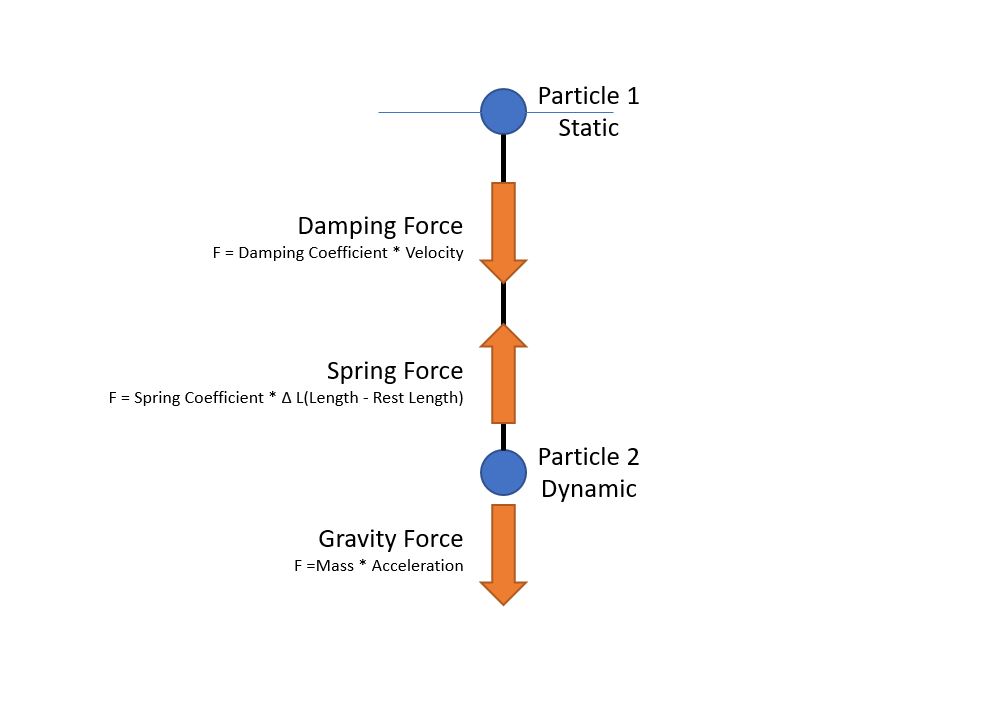 Particle 1
Static
Damping Force
F = Damping Coefficient * Velocity
Spring Force
F = Spring Coefficient * Δ L(Length - Rest Length)
Particle 2
Dynamic
Gravity Force
F =Mass * Acceleration